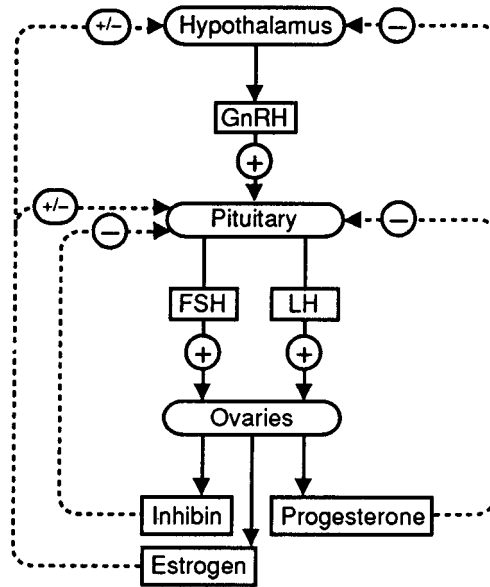 +/−
Hypothalamus
−
GnRH
+
+/−
−
Pituitary
−
FSH
LH
+
+
Ovaries
Inhibin
Progesterone
Estrogen